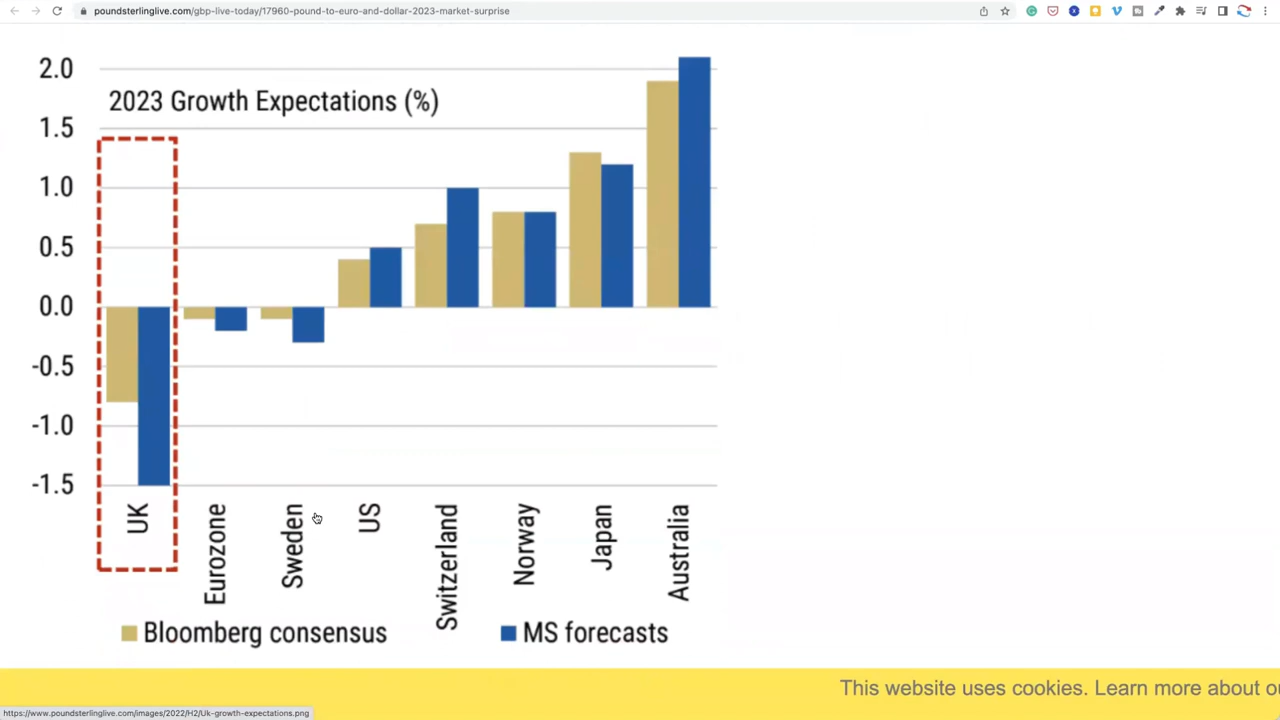 poundsterlinglive.com/gbp-live-today/17960-pound-to-euro-and-dollar-2023-market-surprise
2023 Growth Expectations (%)
2.0
1.5
1.0
0.5
0.0
-0.5
-1.0
-1.5
UK
Eurozone
Sweden
US
Switzerland
Norway
Japan
Australia
Bloomberg consensus
MS forecasts
This website uses cookies. Learn more about o
https://www.poundsterlinglive.com/images/2022/H2/Uk-growth-expectations.png